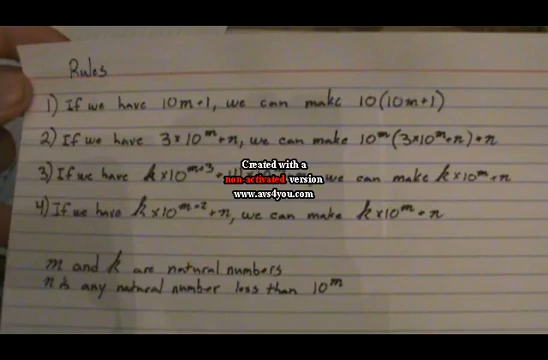 Rules
1) If we have 10m+1, we can make 10(10m+1)
2) If we have 3×10^m+n, we can make 10^m(3×10^m+n)+n
3) If we have k×10^m+3 + we can make k×10^m+n
Created with a
non-activated version
www.avs4you.com
4) If we have k×10^m+2+n, we can make k×10^m+n
m and k are natural numbers
n is any natural number less than 10^m